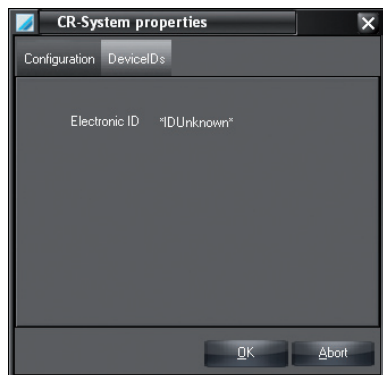 CR-System properties
Configuration DeviceIDs
Electronic ID *IDUnknown*
OK Abort